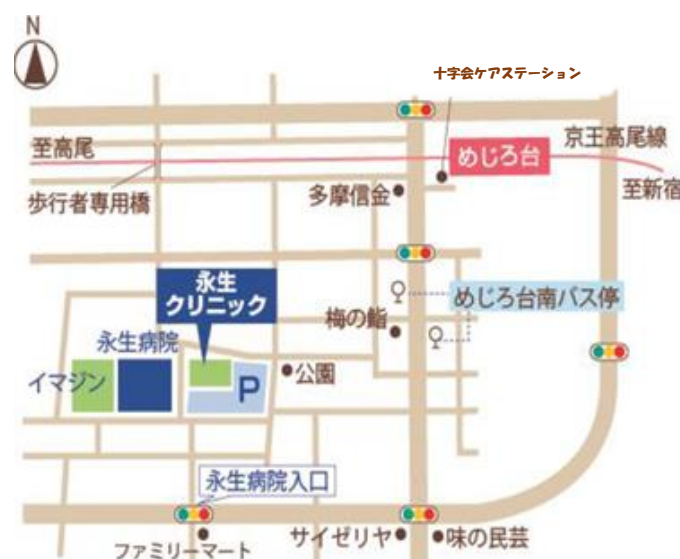 N
十字会ケアステーション
至高尾
めじろ台
京王高尾線
至新宿
歩行者専用橋
多摩信金
永生
クリニック
めじろ台南バス停
梅の鮨
永生病院
イマジン
P
公園
永生病院入口
サイゼリヤ
味の民芸
ファミリーマート